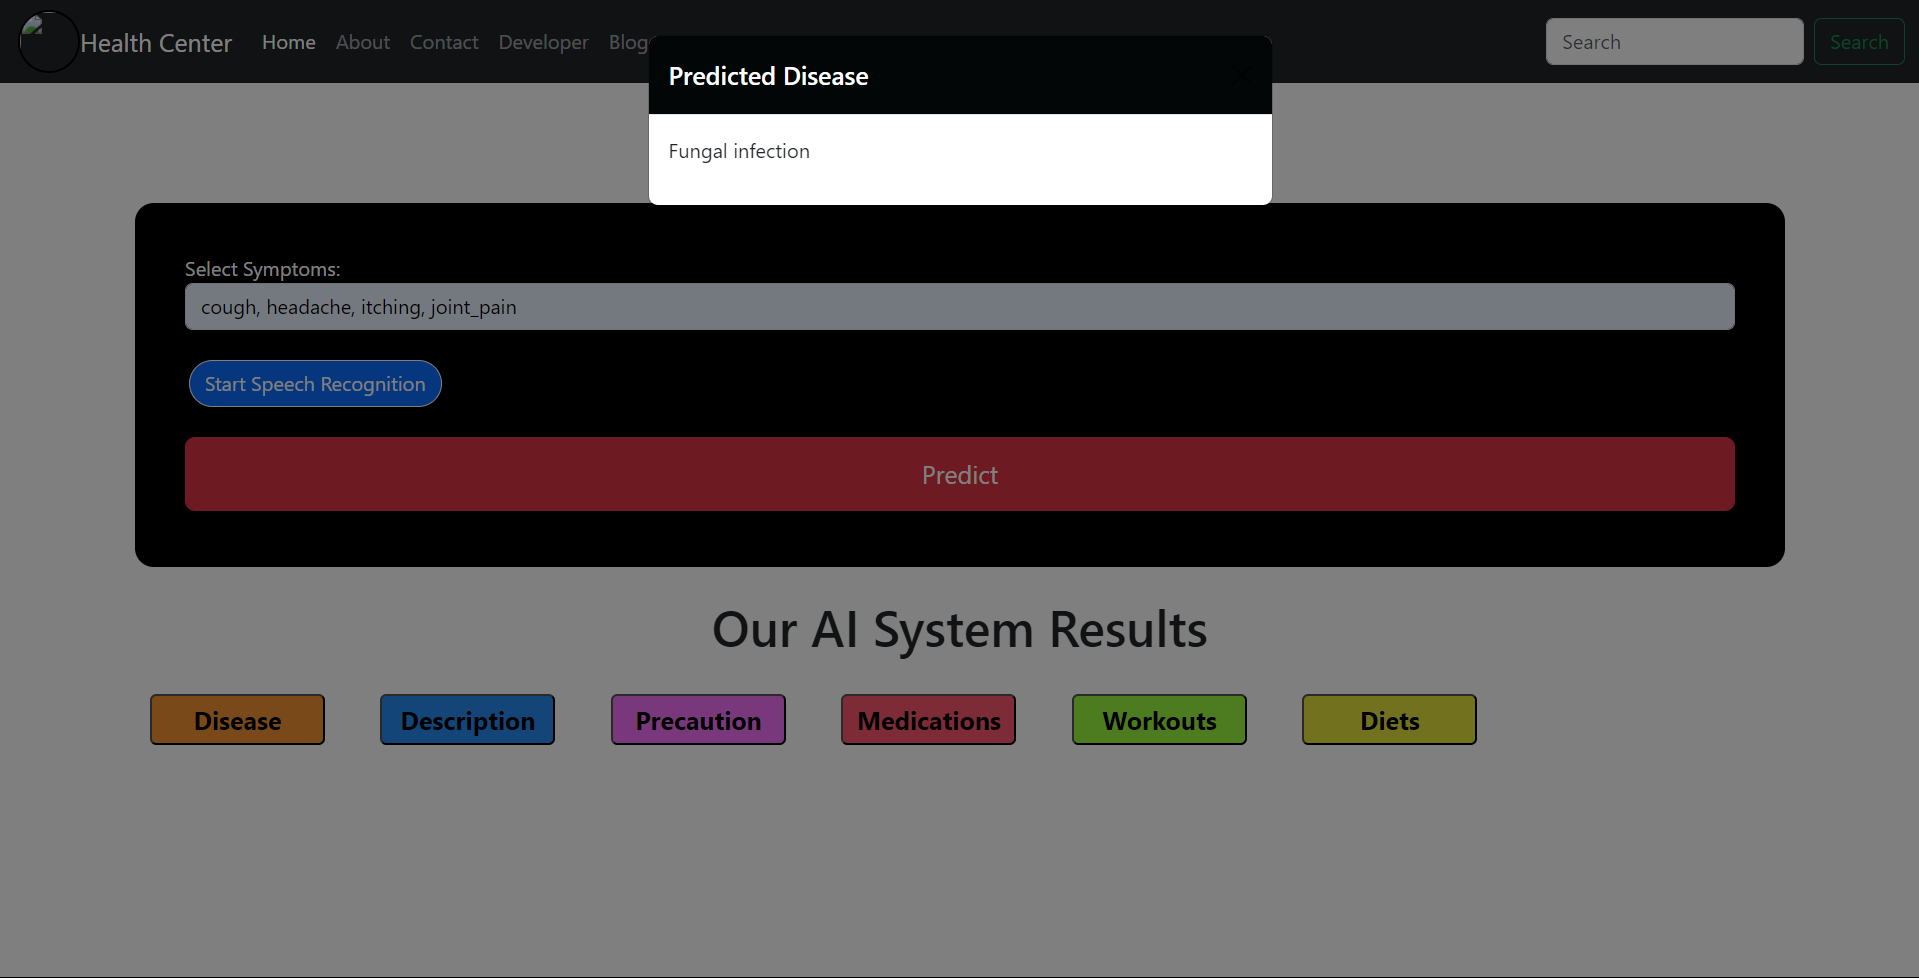 Health Center Home About Contact Developer Blog Search Search
Predicted Disease
Fungal infection
Select Symptoms:
cough, headache, itching, joint_pain
Start Speech Recognition
Predict
Our AI System Results
Disease Description Precaution Medications Workouts Diets